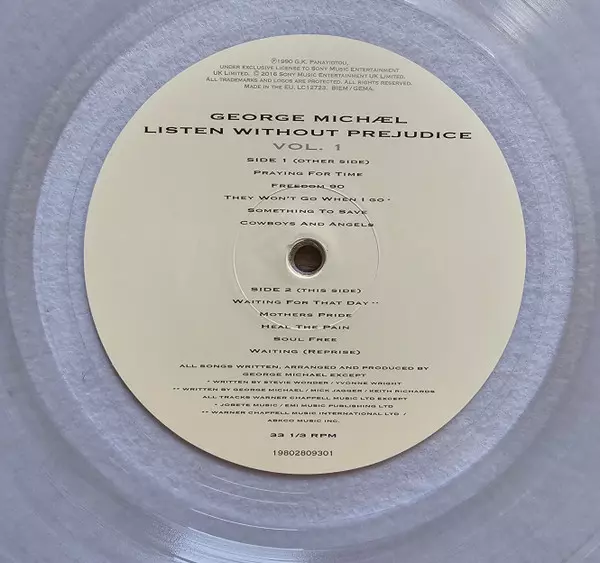 ℗1990 G.K. Panayiotou,
under exclusive license to Sony Music Entertainment
UK Limited. © 2016 Sony Music Entertainment UK Limited.
All trademarks and logos are protected. All rights reserved.
Made in the EU. LC12723. BIEM / GEMA.
GEORGE MICHÆL
LISTEN WITHOUT PREJUDICE
VOL. 1
SIDE 1 (OTHER SIDE)
Praying For Time
Freedom 90
They Won't Go When I Go *
Something To Save
Cowboys And Angels
SIDE 2 (THIS SIDE)
Waiting For That Day **
Mothers Pride
Heal The Pain
Soul Free
Waiting (Reprise)
ALL SONGS WRITTEN, ARRANGED AND PRODUCED BY
GEORGE MICHAEL EXCEPT
* WRITTEN BY STEVIE WONDER / YVONNE WRIGHT
** WRITTEN BY GEORGE MICHAEL / MICK JAGGER / KEITH RICHARDS
ALL TRACKS WARNER CHAPPELL MUSIC LTD EXCEPT
* JOBETE MUSIC / EMI MUSIC PUBLISHING LTD
** WARNER CHAPPELL MUSIC INTERNATIONAL LTD /
ABKCO MUSIC INC.
33 1/3 RPM
19802809301